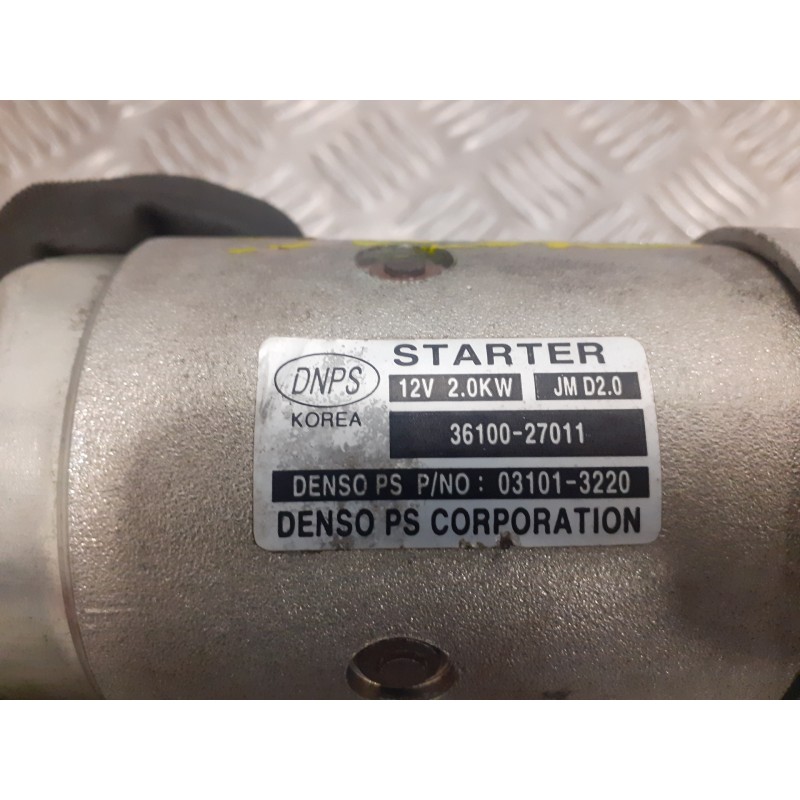 DNPS
KOREA
STARTER
12V 2.0KW JM D2.0
36100-27011
DENSO PS P/NO : 03101-3220
DENSO PS CORPORATION